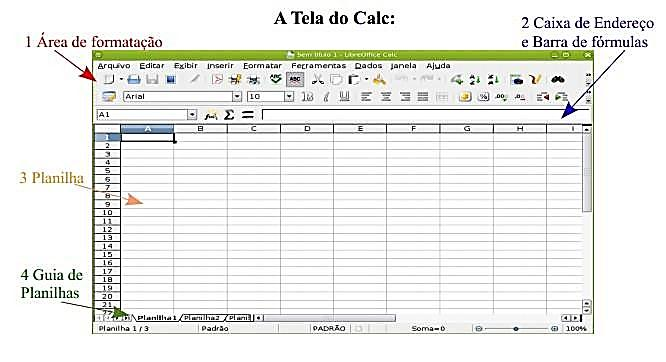 A Tela do Calc:
2 Caixa de Endereço
e Barra de fórmulas
1 Área de formatação
Sem título 1 - LibreOffice Calc
Arquivo Editar Exibir Inserir Formatar Ferramentas Dados Janela Ajuda
ABC ABC
Arial 10
A1 Σ =
A B C D E F G H I
1
2
3
4
5
6
7
8
9
10
11
12
13
14
15
16
17
18
19
20
21
22
3 Planilha
4 Guia de
Planilhas
Planilha1 Planilha2 Planil
Planilha 1 / 3 Padrão PADRÃO Soma=0 100%